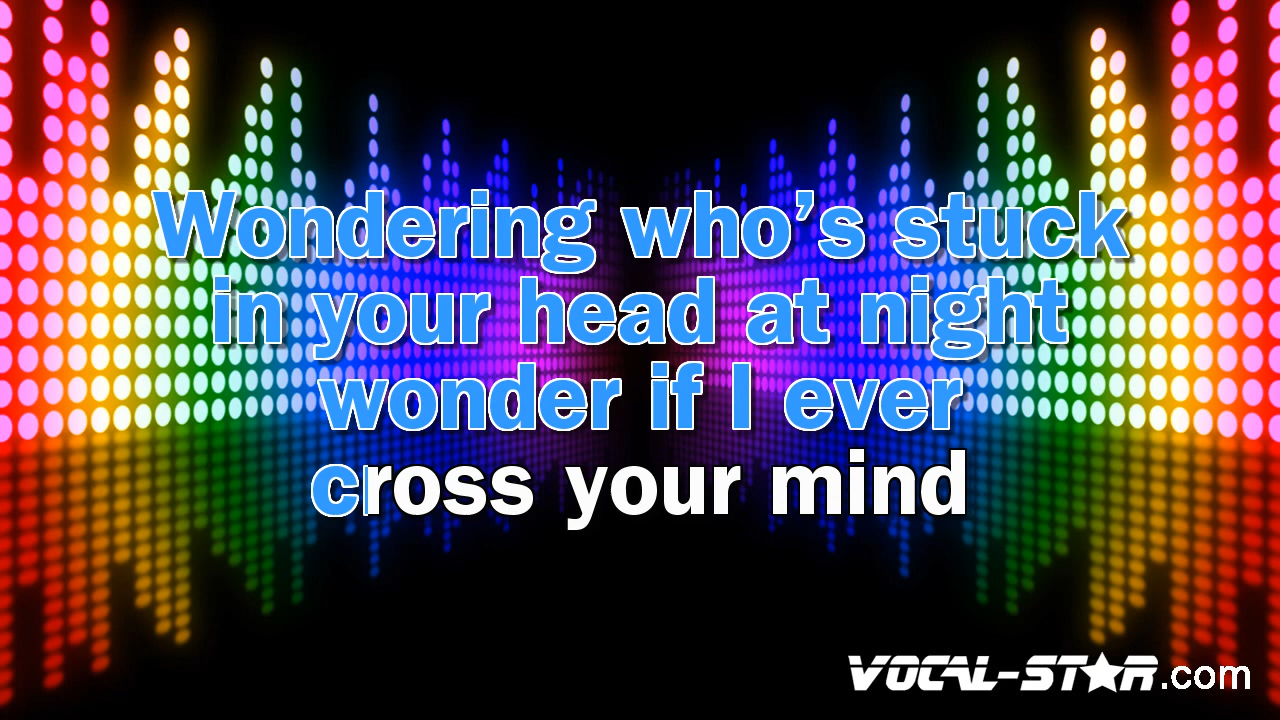 Wondering who's stuck
in your head at night
wonder if I ever
cross your mind
VOCAL-STAR.com